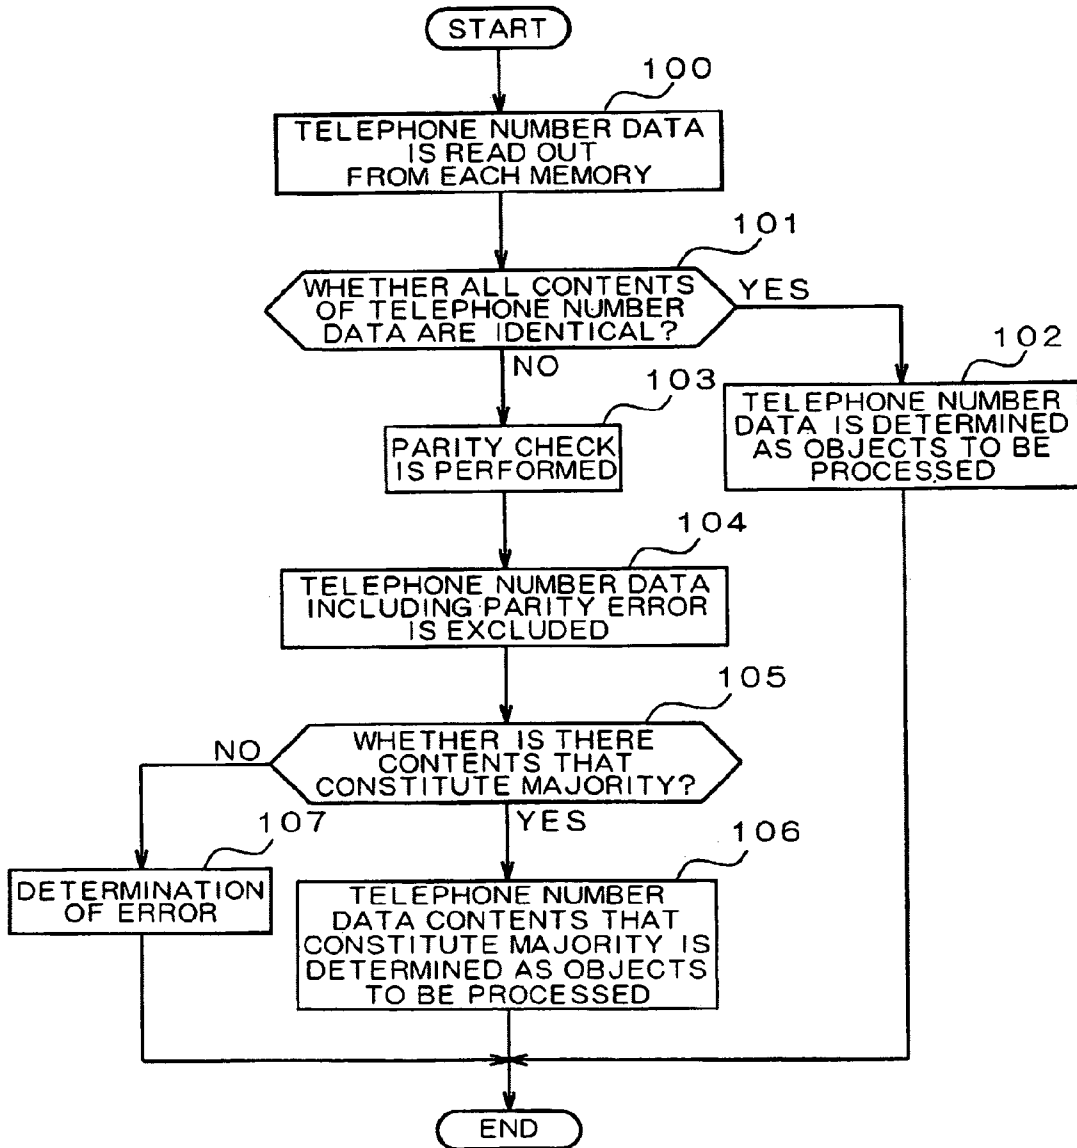 START
100
TELEPHONE NUMBER DATA
IS READ OUT
FROM EACH MEMORY
101
WHETHER ALL CONTENTS
OF TELEPHONE NUMBER
DATA ARE IDENTICAL?
YES
NO
102
TELEPHONE NUMBER
DATA IS DETERMINED
AS OBJECTS TO BE
PROCESSED
103
PARITY CHECK
IS PERFORMED
104
TELEPHONE NUMBER DATA
INCLUDING PARITY ERROR
IS EXCLUDED
105
WHETHER IS THERE
CONTENTS THAT
CONSTITUTE MAJORITY?
NO
YES
107
DETERMINATION
OF ERROR
106
TELEPHONE NUMBER
DATA CONTENTS THAT
CONSTITUTE MAJORITY IS
DETERMINED AS OBJECTS
TO BE PROCESSED
END